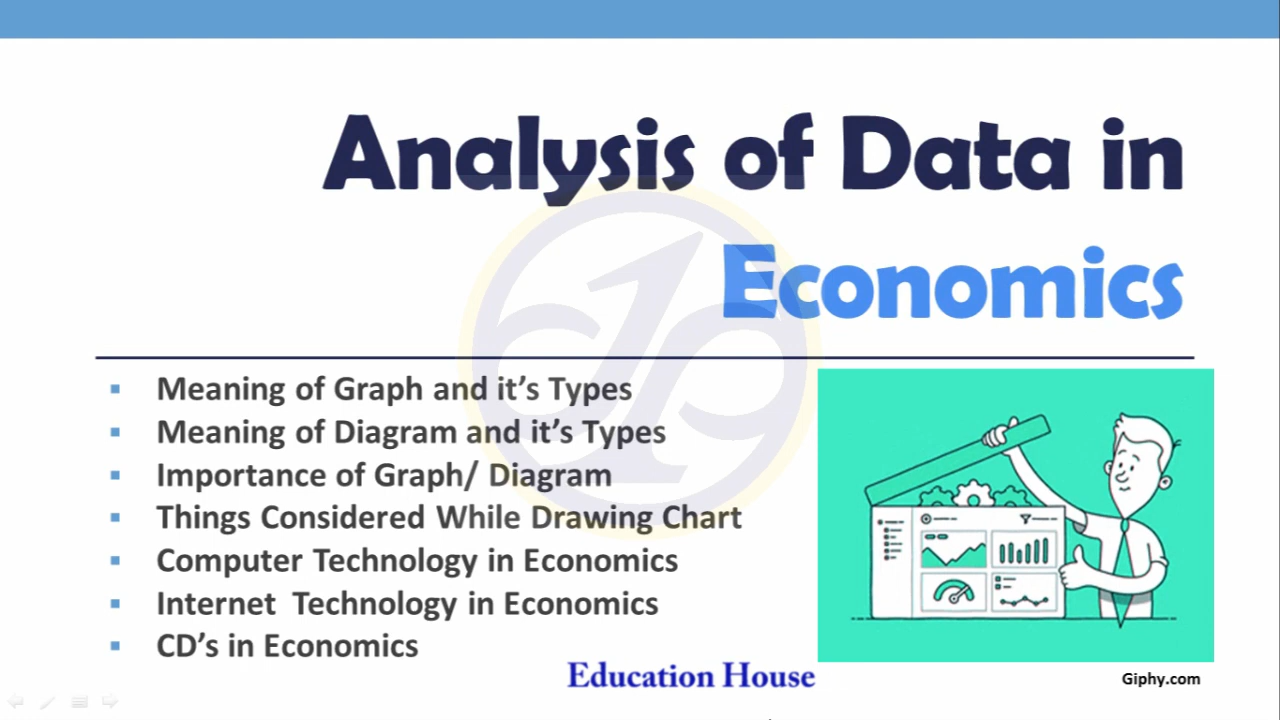 Analysis of Data in
Economics
Meaning of Graph and it’s Types
Meaning of Diagram and it’s Types
Importance of Graph/ Diagram
Things Considered While Drawing Chart
Computer Technology in Economics
Internet Technology in Economics
CD’s in Economics
Education House
Giphy.com